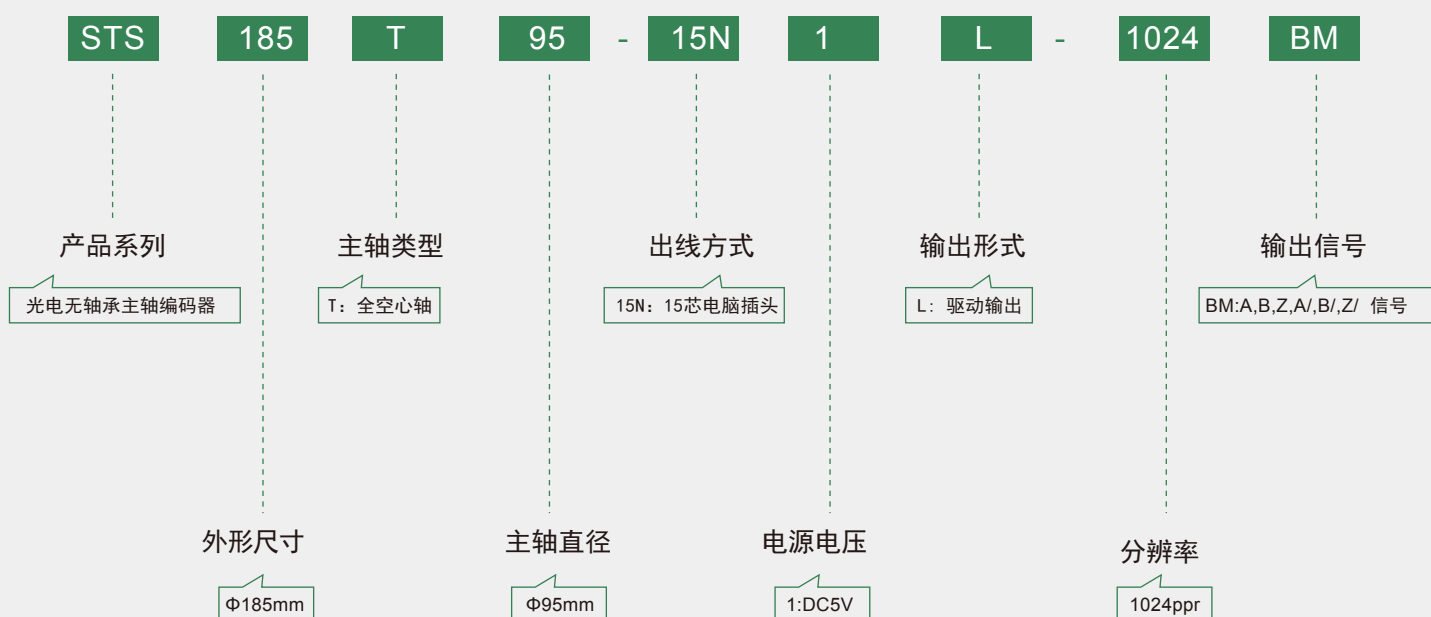 STS 185 T 95 - 15N 1 L - 1024 BM
产品系列 主轴类型 出线方式 输出形式 输出信号
光电无轴承主轴编码器 T: 全空心轴 15N: 15芯电脑插头 L: 驱动输出 BM:A,B,Z,A/,B/,Z/ 信号
外形尺寸 主轴直径 电源电压 分辨率
Φ185mm Φ95mm 1:DC5V 1024ppr